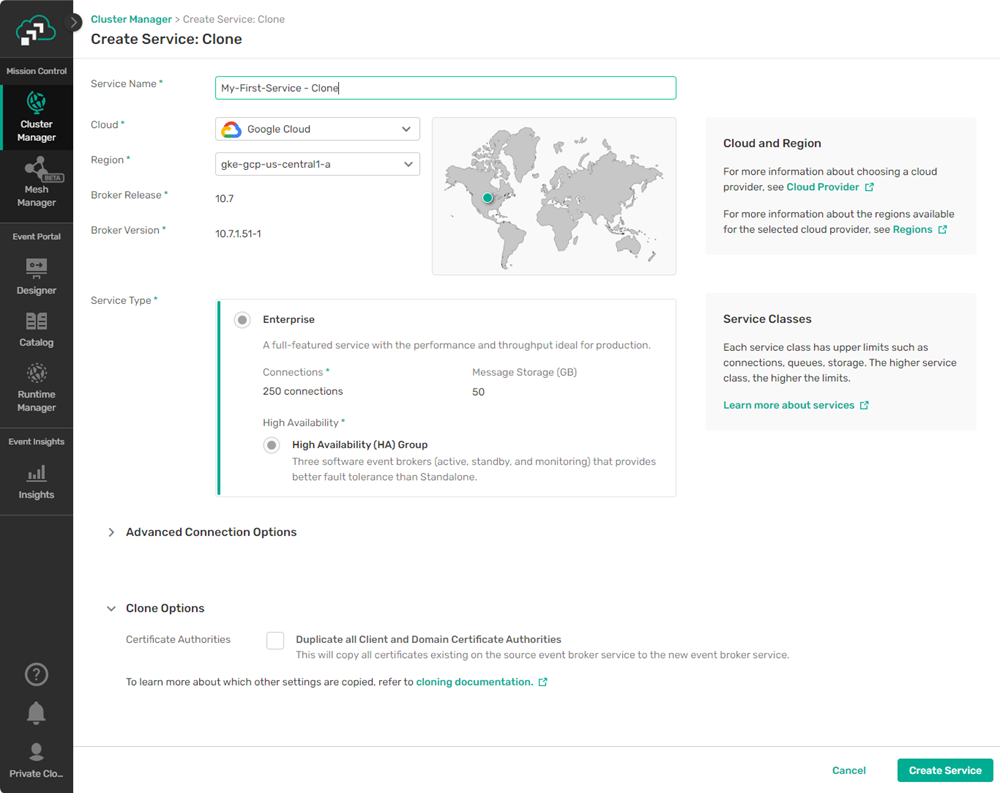 Cluster Manager > Create Service: Clone
Create Service: Clone
Mission Control
Cluster
Manager
BETA
Mesh
Manager
Event Portal
Designer
Catalog
Runtime
Manager
Event Insights
Insights
Private Clo...
Service Name *
My-First-Service - Clone
Cloud *
Google Cloud
Region *
gke-gcp-us-central1-a
Broker Release *
10.7
Broker Version *
10.7.1.51-1
Cloud and Region
For more information about choosing a cloud
provider, see Cloud Provider
For more information about the regions available
for the selected cloud provider, see Regions
Service Type *
Enterprise
A full-featured service with the performance and throughput ideal for production.
Connections *
Message Storage (GB)
250 connections
50
High Availability *
High Availability (HA) Group
Three software event brokers (active, standby, and monitoring) that provides
better fault tolerance than Standalone.
Service Classes
Each service class has upper limits such as
connections, queues, storage. The higher service
class, the higher the limits.
Learn more about services
Advanced Connection Options
Clone Options
Certificate Authorities
Duplicate all Client and Domain Certificate Authorities
This will copy all certificates existing on the source event broker service to the new event broker service.
To learn more about which other settings are copied, refer to cloning documentation.
Cancel
Create Service